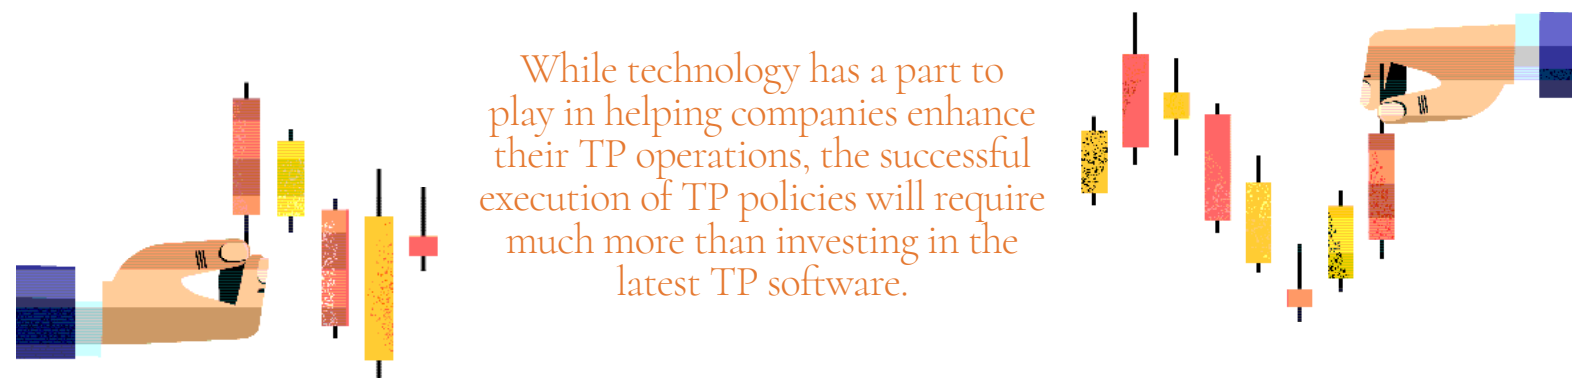 While technology has a part to
play in helping companies enhance
their TP operations, the successful
execution of TP policies will require
much more than investing in the
latest TP software.